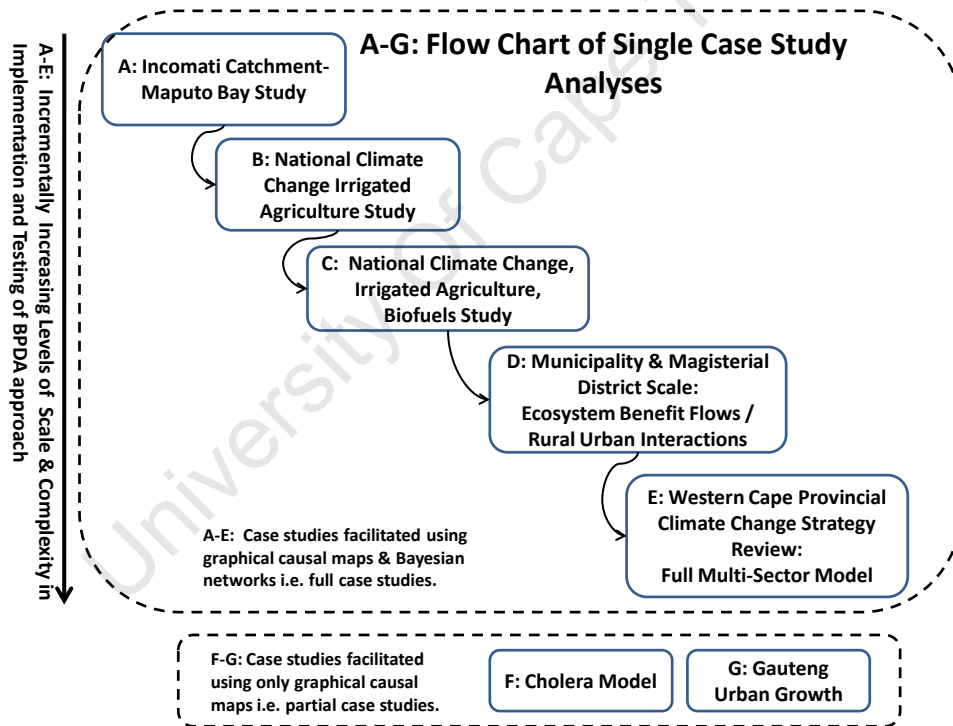 A-G: Flow Chart of Single Case Study
Analyses
A-E: Incrementally Increasing Levels of Scale & Complexity in
Implementation and Testing of BPDA approach
A: Incomati Catchment-
Maputo Bay Study
B: National Climate
Change Irrigated
Agriculture Study
C: National Climate Change,
Irrigated Agriculture,
Biofuels Study
D: Municipality & Magisterial
District Scale:
Ecosystem Benefit Flows /
Rural Urban Interactions
E: Western Cape Provincial
Climate Change Strategy
Review:
Full Multi-Sector Model
A-E: Case studies facilitated using
graphical causal maps & Bayesian
networks i.e. full case studies.
F-G: Case studies facilitated
using only graphical causal
maps i.e. partial case studies.
F: Cholera Model
G: Gauteng
Urban Growth
University Of Cape T